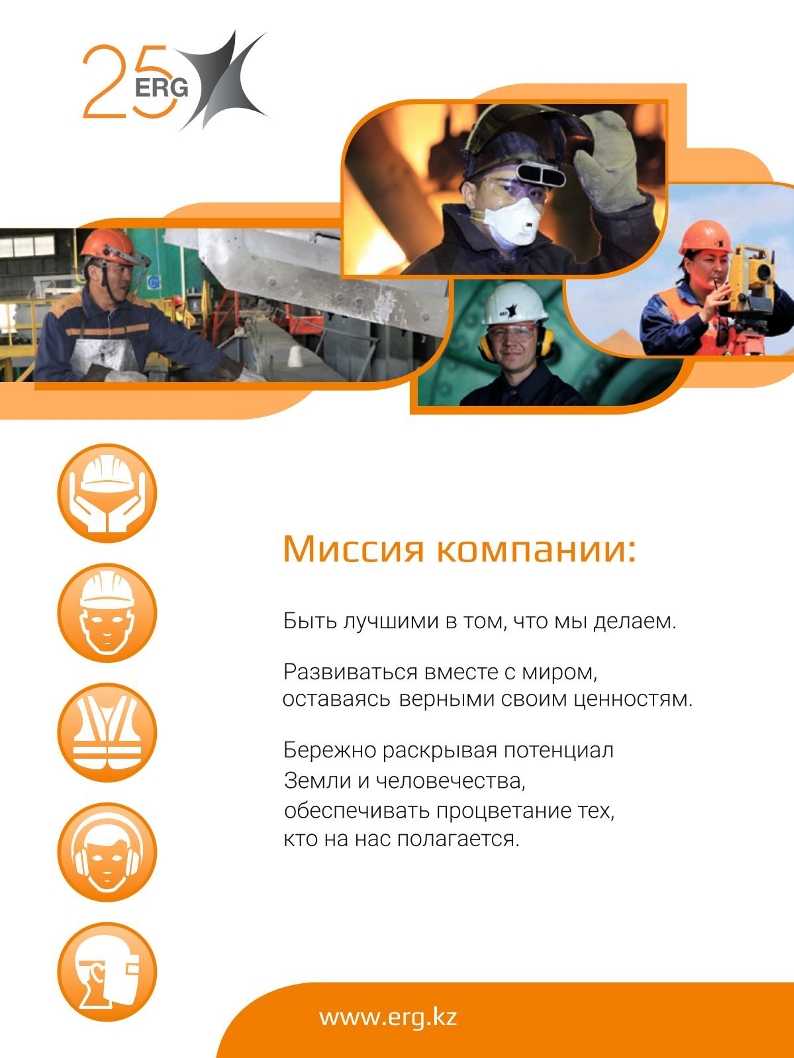 25
ERG
Миссия компании:
Быть лучшими в том, что мы делаем.
Развиваться вместе с миром,
оставаясь верными своим ценностям.
Бережно раскрывая потенциал
Земли и человечества,
обеспечивать процветание тех,
кто на нас полагается.
www.erg.kz